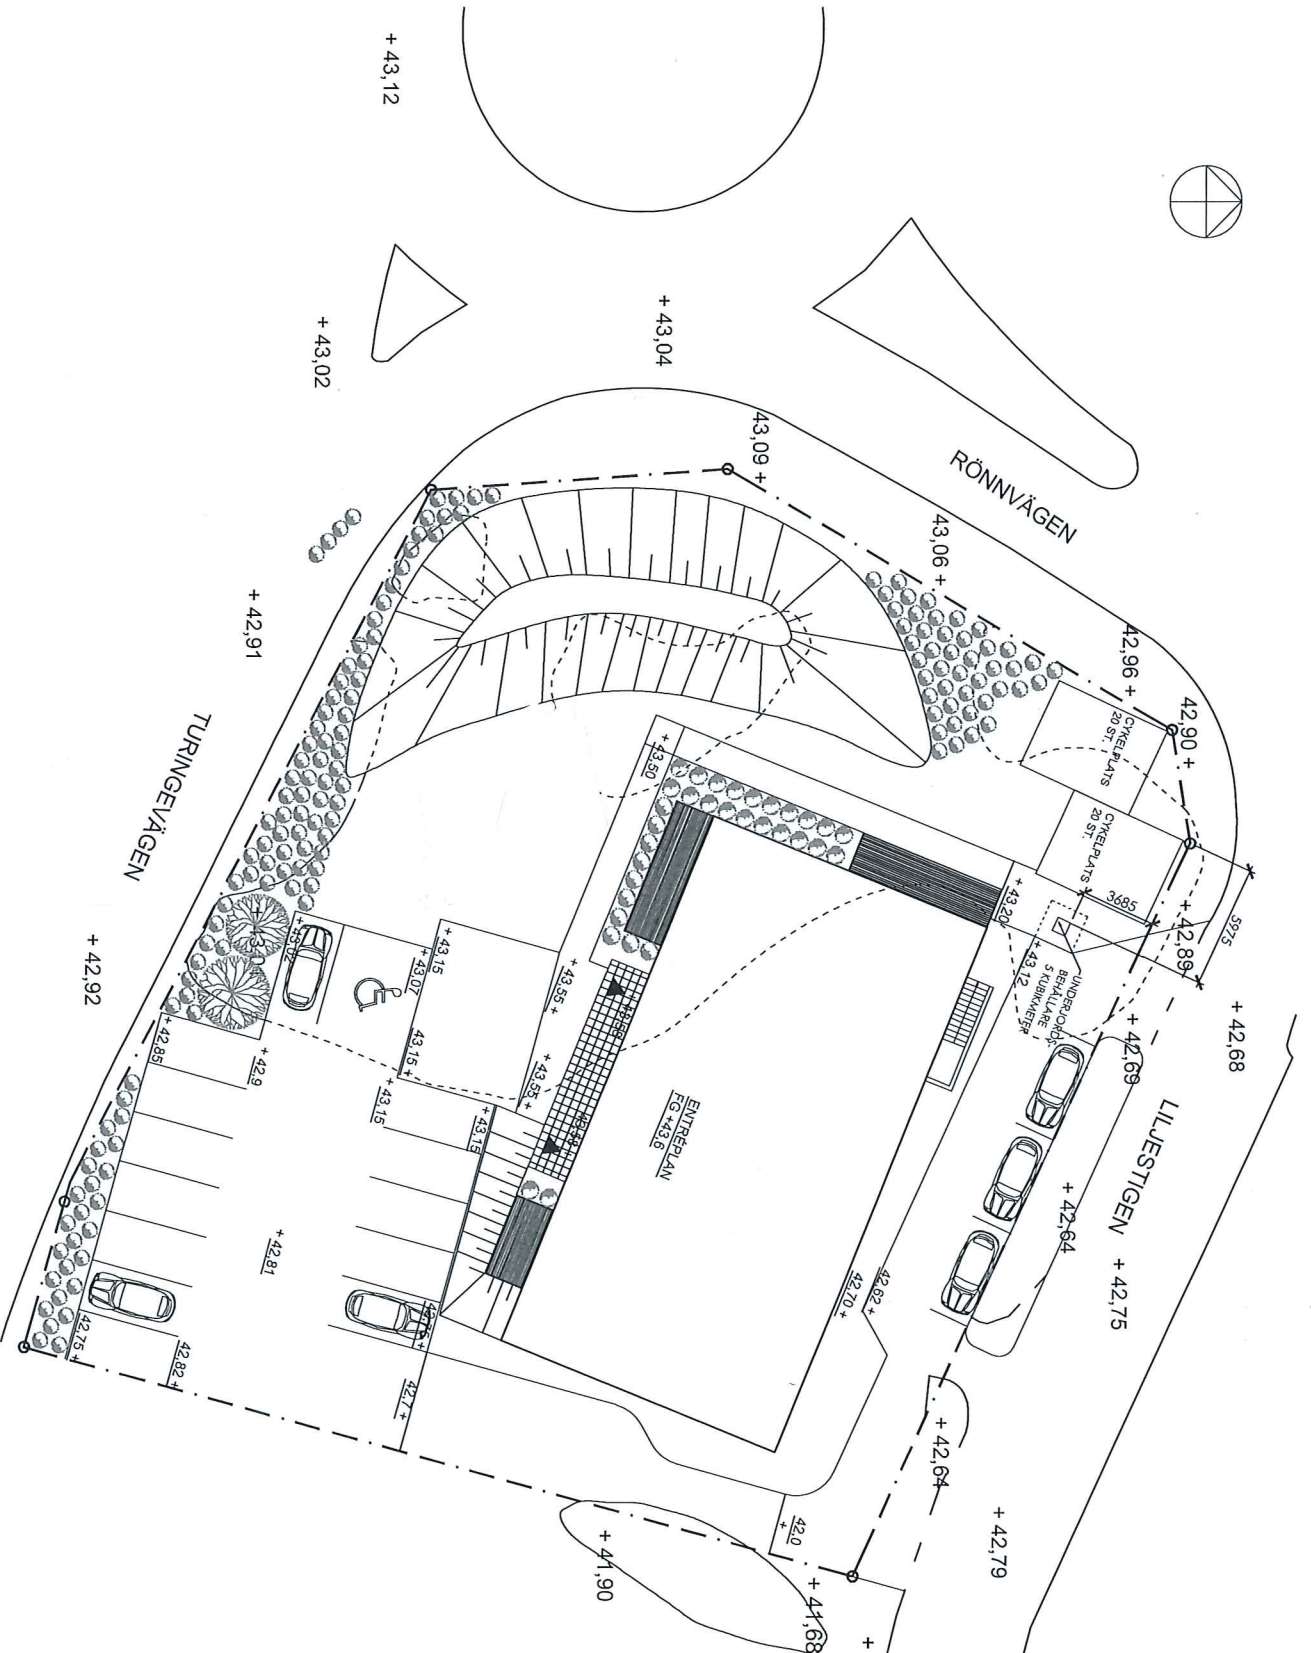 + 43,12
+ 43,02
+ 43,04
43,09 +
RÖNNVÄGEN
43,06 +
42,96 +
42,90 +
+ 42,91
TURINGEVÄGEN
+ 42,92
CYKELPLATS
20 ST.
CYKELPLATS
20 ST.
3685
5975
+ 42,89
+ 42,68
+ 43,50
+ 43,20
+ 43,12
UNDERJORDS
BEHÅLLARE
5 KUBIKMETER
+ 42,69
LILJESTIGEN
+ 42,64
+ 42,75
+ 43,15
+ 43,07
+ 43,55 +
43,15 +
+ 43,55 +
+ 43,15
+ 43,15
+ 42,85
+ 42,9
ENTRÉPLAN
FG +43,6
+ 42,81
42,62 +
42,70 +
42,75 +
42,82 +
42,7 +
+ 42,64
+ 42,79
42,0
+
+ 41,90
+ 41,68
+